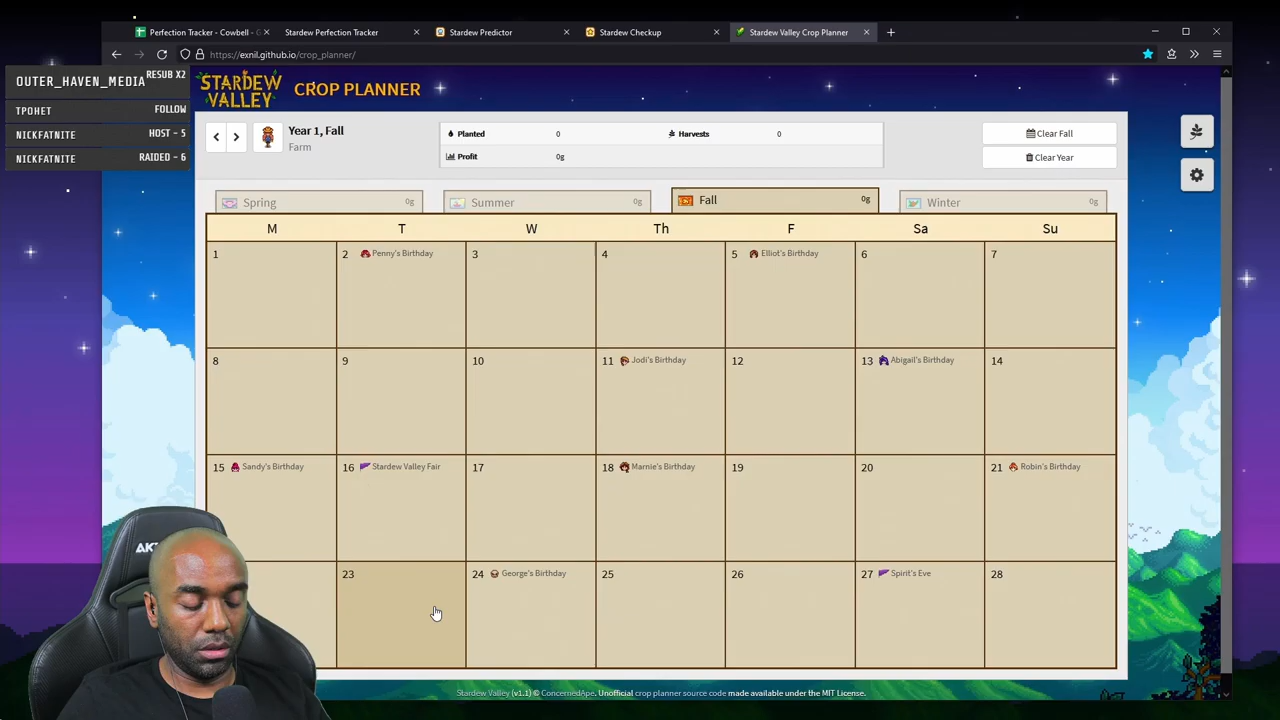 Perfection Tracker - Cowbell - G
Stardew Perfection Tracker
Stardew Predictor
Stardew Checkup
Stardew Valley Crop Planner
https://exnil.github.io/crop_planner/
OUTER_HAVEN_MEDIA RESUB X2
TPOHET FOLLOW
NICKFATNITE HOST - 5
NICKFATNITE RAIDED - 6
STARDEW VALLEY
CROP PLANNER
Year 1, Fall
Farm
Planted 0 Harvests 0
Profit 0g
Clear Fall
Clear Year
Spring 0g
Summer 0g
Fall 0g
Winter 0g
M T W Th F Sa Su
1
2 Penny's Birthday
3
4
5 Elliot's Birthday
6
7
8
9
10
11 Jodi's Birthday
12
13 Abigail's Birthday
14
15 Sandy's Birthday
16 Stardew Valley Fair
17
18 Marnie's Birthday
19
20
21 Robin's Birthday
23
24 George's Birthday
25
26
27 Spirit's Eve
28
Stardew Valley (v1.1) © ConcernedApe. Unofficial crop planner source code made available under the MIT License.